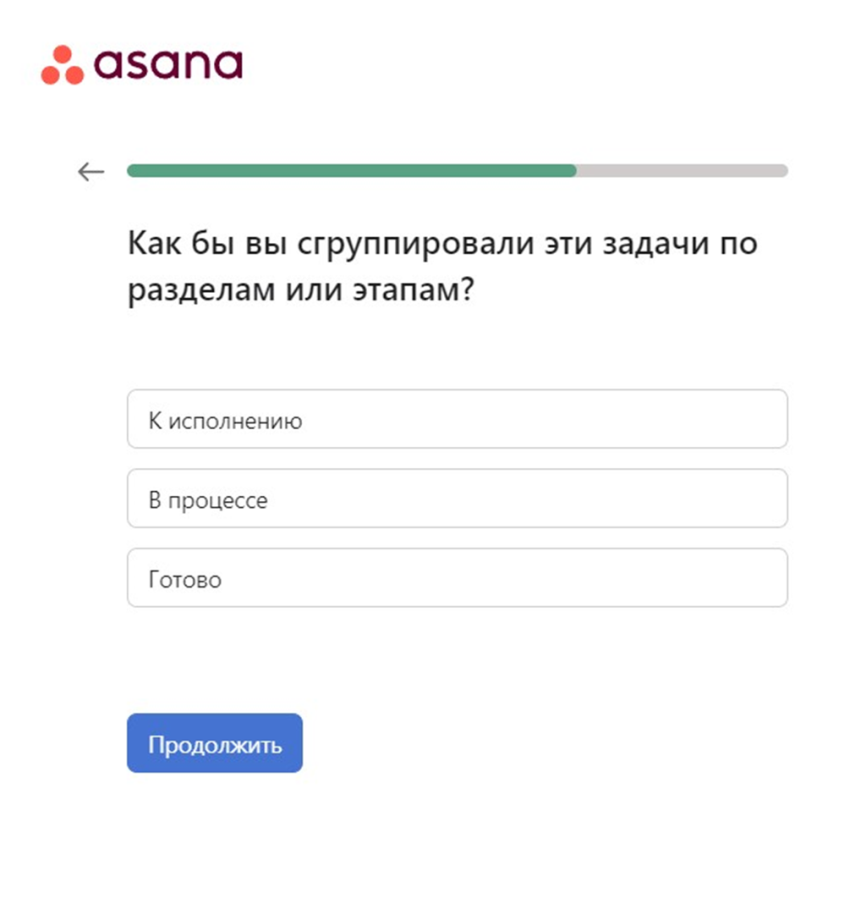 asana
Как бы вы сгруппировали эти задачи по
разделам или этапам?
К исполнению
В процессе
Готово
Продолжить